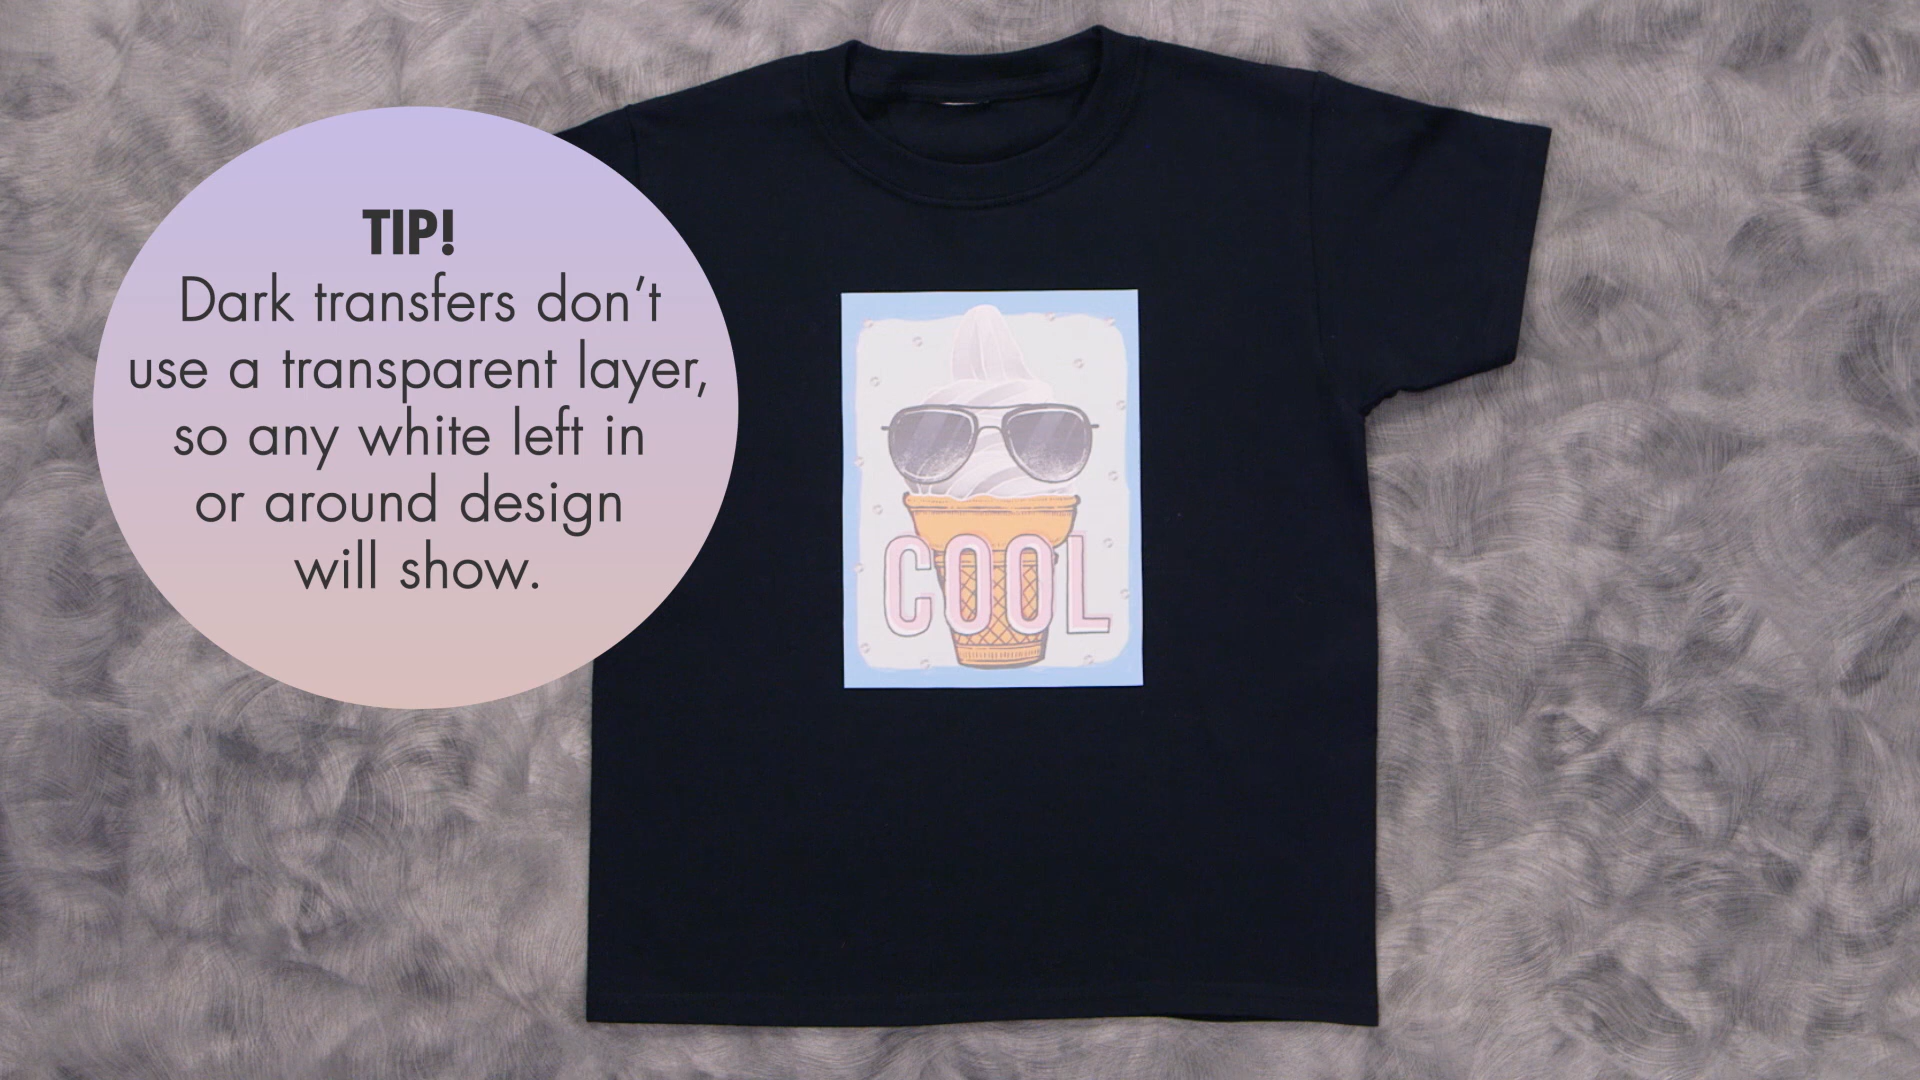 TIP!
Dark transfers don't
use a transparent layer,
so any white left in
or around design
will show.
COOL